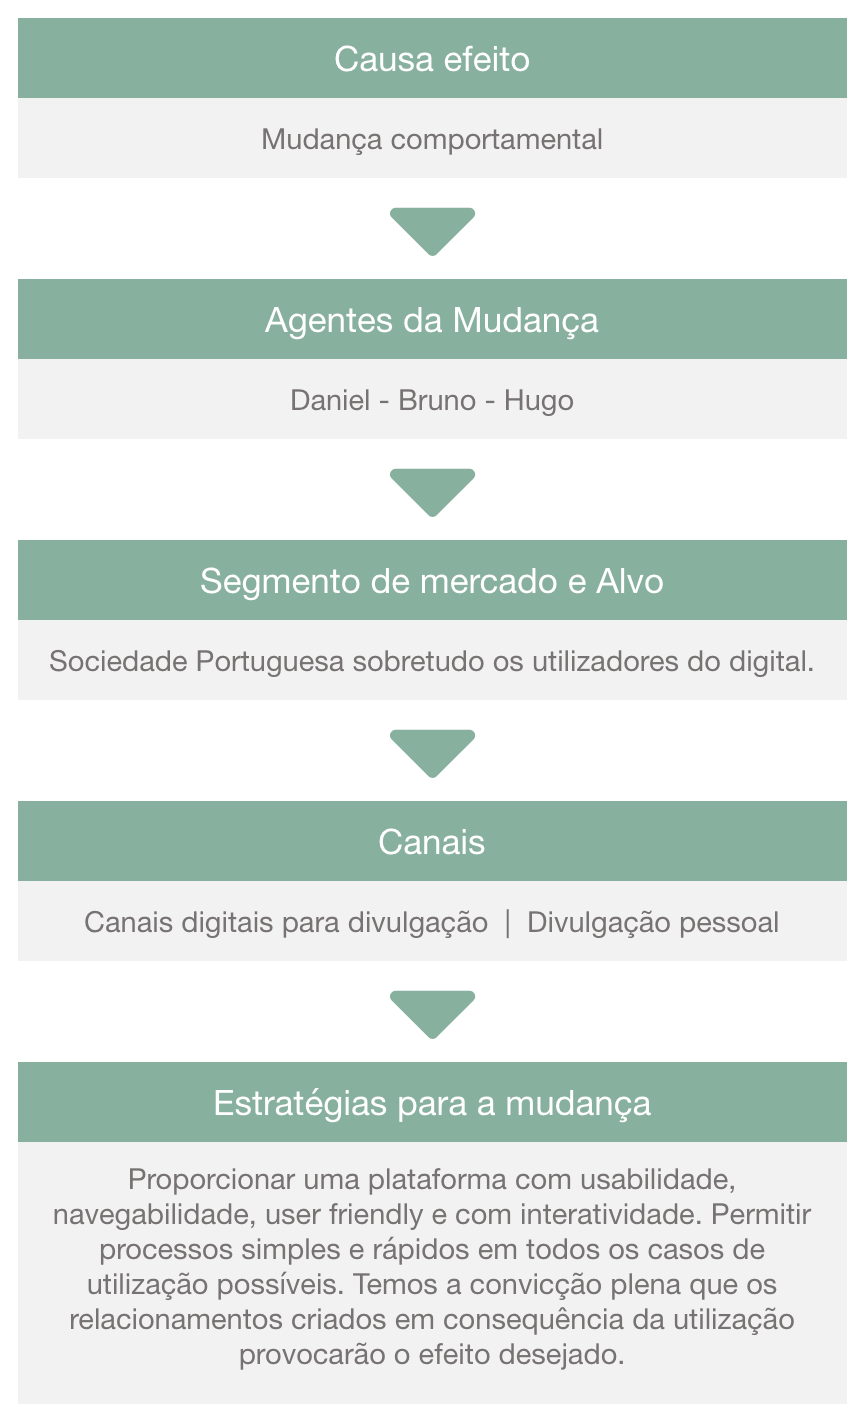 Causa efeito
Mudança comportamental
Agentes da Mudança
Daniel - Bruno - Hugo
Segmento de mercado e Alvo
Sociedade Portuguesa sobretudo os utilizadores do digital.
Canais
Canais digitais para divulgação | Divulgação pessoal
Estratégias para a mudança
Proporcionar uma plataforma com usabilidade,
navegabilidade, user friendly e com interatividade. Permitir
processos simples e rápidos em todos os casos de
utilização possíveis. Temos a convicção plena que os
relacionamentos criados em consequência da utilização
provocarão o efeito desejado.